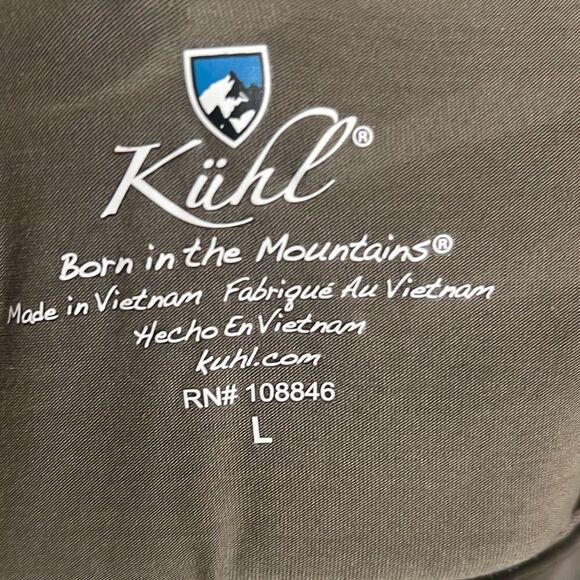 Kühl®
Born in the Mountains®
Made in Vietnam Fabriqué Au Vietnam
Hecho En Vietnam
kuhl.com
RN# 108846
L